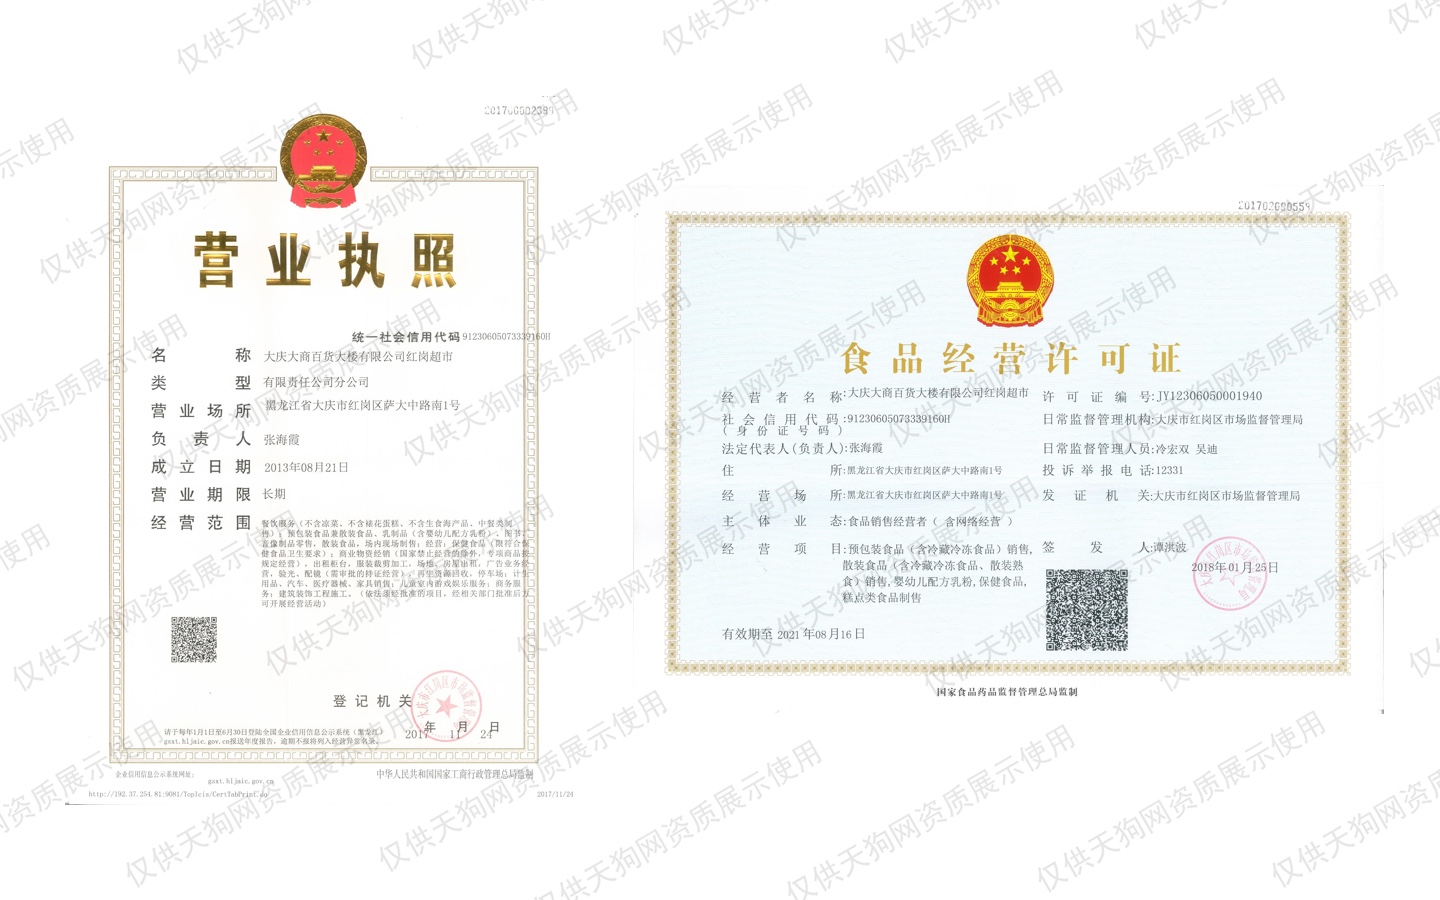 201706002399
营业执照
统一社会信用代码 91230605073339160H
名称 大庆大商百货大楼有限公司红岗超市
类型 有限责任公司分公司
营业场所 黑龙江省大庆市红岗区萨大中路南1号
负责人 张海霞
成立日期 2013年08月21日
营业期限 长期
经营范围 餐饮服务（不含凉菜、不含裱花蛋糕、不含生食海产品、中餐类制
售）；预包装食品兼散装食品、乳制品（含婴幼儿配方乳粉）、图书、
音像制品零售，散装食品，场内现场制售；经营：保健食品（限符合保
健食品卫生要求）；商业物资经销（国家禁止经营的除外，专项商品按
规定经营），出租柜台，服装裁剪加工，场地、房屋出租，广告业务经
营，验光、配镜（需审批的持证经营），再生资源回收，停车场；计生
用品、汽车、医疗器械、家具销售；儿童室内游戏娱乐服务；商务服
务；建筑装饰工程施工。（依法须经批准的项目，经相关部门批准后方
可开展经营活动）
登记机关
2017年11月24日
请于每年1月1日至6月30日登陆全国企业信用信息公示系统（黑龙江）
gsxt.hljaic.gov.cn报送年度报告，逾期不报将列入经营异常名录。
企业信用信息公示系统网址：
gsxt.hljaic.gov.cn
中华人民共和国国家工商行政管理总局监制
http://192.37.254.81:9081/TopIcis/CertTabPrint.do
2017/11/24
201702000559
食品经营许可证
经营者名称:大庆大商百货大楼有限公司红岗超市
社会信用代码:91230605073339160H
(身份证号码)
法定代表人(负责人):张海霞
住所:黑龙江省大庆市红岗区萨大中路南1号
经营场所:黑龙江省大庆市红岗区萨大中路南1号
主体业态:食品销售经营者（含网络经营）
经营项目:预包装食品（含冷藏冷冻食品）销售,
散装食品（含冷藏冷冻食品、散装熟
食）销售,婴幼儿配方乳粉,保健食品,
糕点类食品制售
有效期至 2021年08月16日
许可证编号:JY12306050001940
日常监督管理机构:大庆市红岗区市场监督管理局
日常监督管理人员:冷宏双 吴迪
投诉举报电话:12331
发证机关:大庆市红岗区市场监督管理局
签发人:谭洪波
2018年01月25日
国家食品药品监督管理总局监制
仅供天狗网资质展示使用